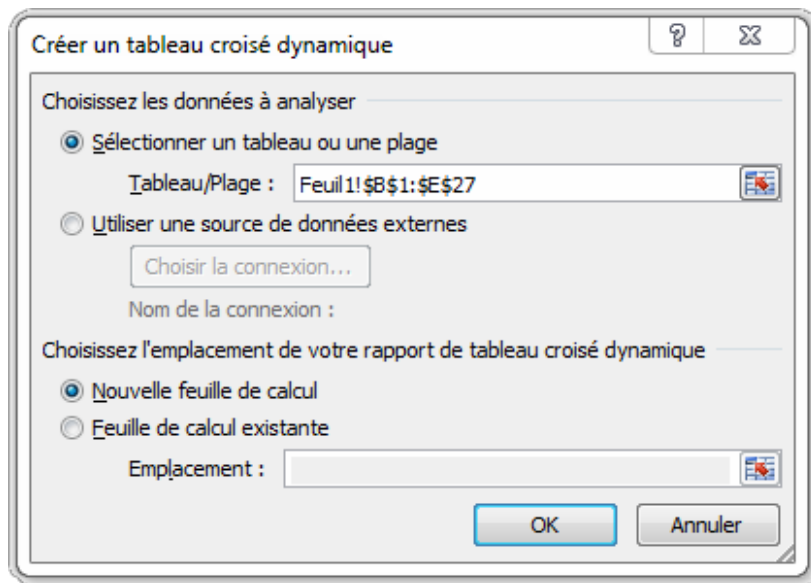 Créer un tableau croisé dynamique
Choisissez les données à analyser
Sélectionner un tableau ou une plage
Tableau/Plage : Feuil1!$B$1:$E$27
Utiliser une source de données externes
Choisir la connexion...
Nom de la connexion :
Choisissez l'emplacement de votre rapport de tableau croisé dynamique
Nouvelle feuille de calcul
Feuille de calcul existante
Emplacement :
OK Annuler